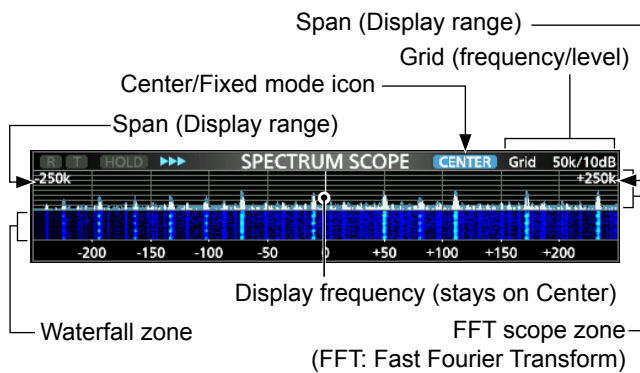 Span (Display range)
Grid (frequency/level)
Center/Fixed mode icon
Span (Display range)
R T HOLD SPECTRUM SCOPE CENTER Grid 50k/10dB
-250k +250k
-200 -150 -100 -50 0 +50 +100 +150 +200
Display frequency (stays on Center)
Waterfall zone
FFT scope zone
(FFT: Fast Fourier Transform)